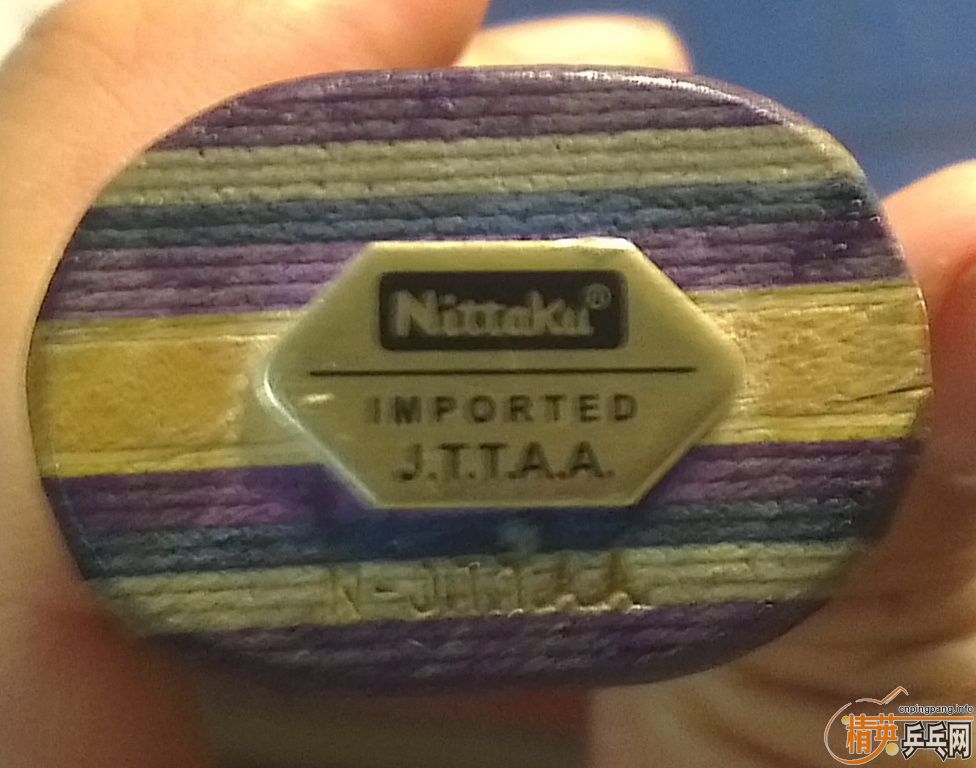 Nittaku®
IMPORTED
J.T.T.A.A.
cnpingpang.info
精英乒乓网